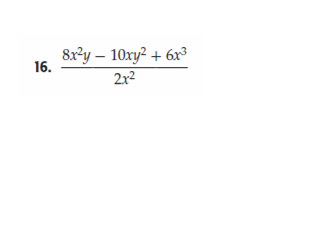 16. 8x²y – 10xy² + 6x³
2x²